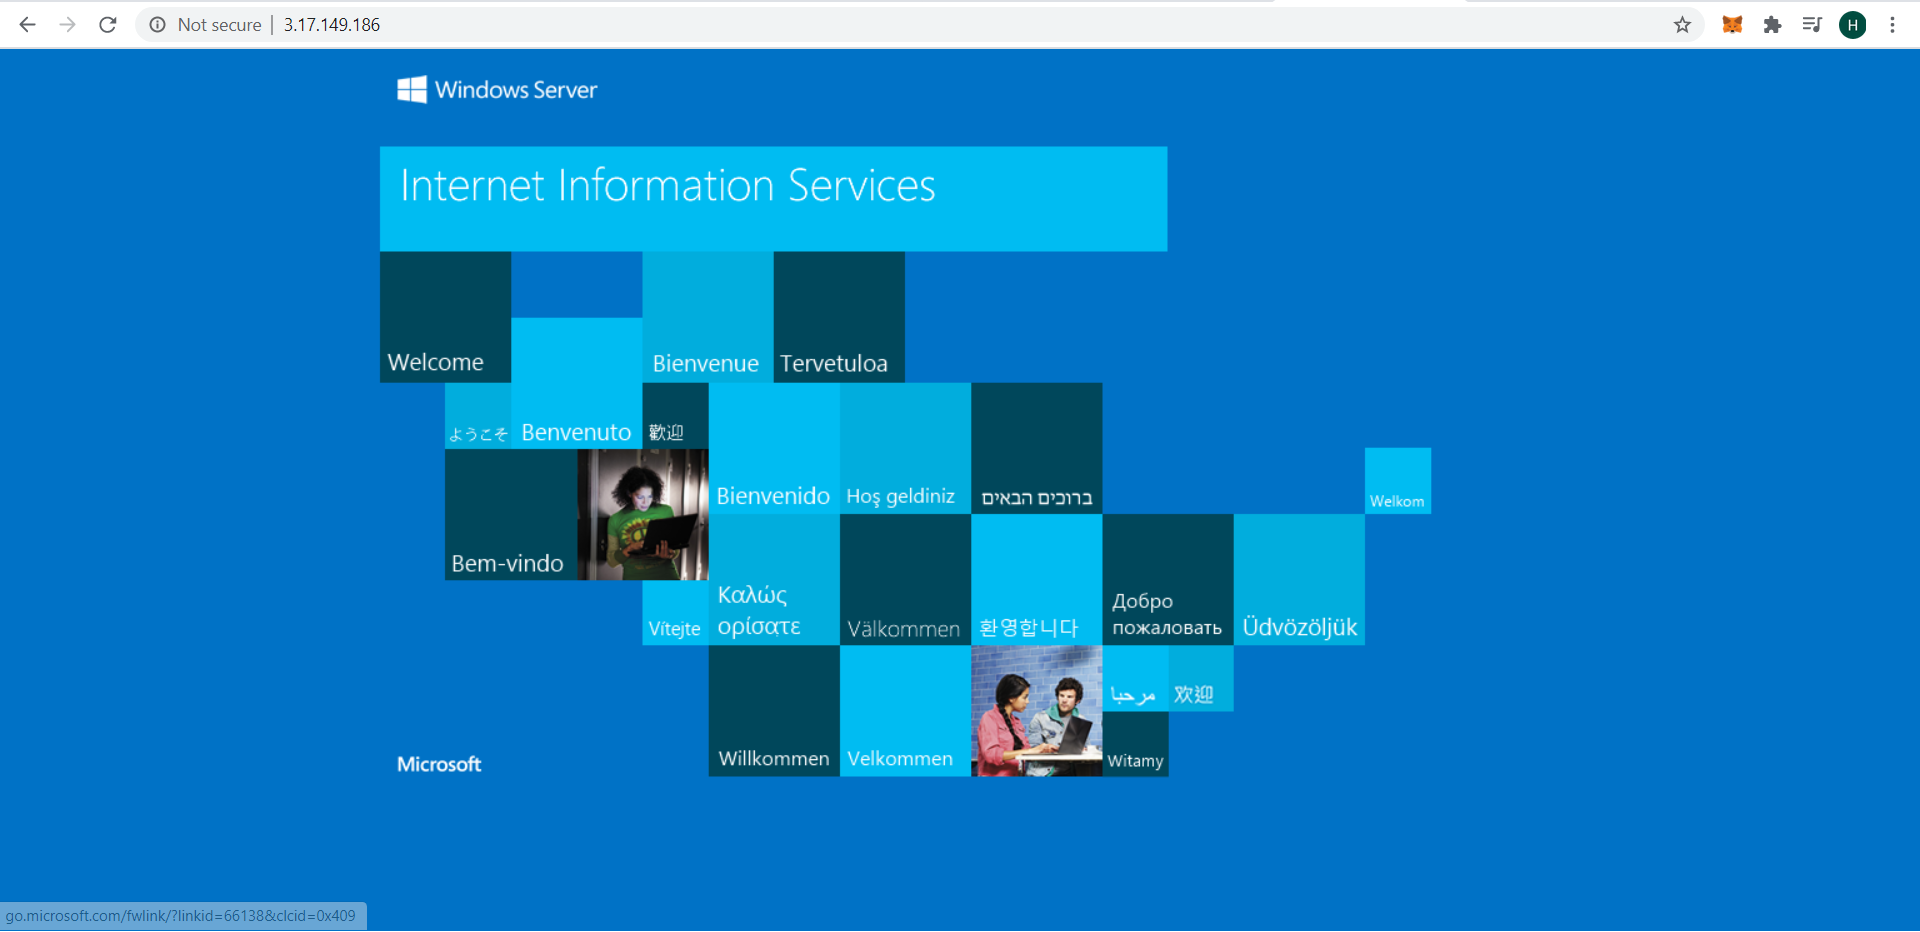 Not secure | 3.17.149.186
H
Windows Server
Internet Information Services
Welcome
Bienvenue
Tervetuloa
ようこそ
Benvenuto
歡迎
Bienvenido
Hoş geldiniz
ברוכים הבאים
Welkom
Bem-vindo
Vítejte
Καλώς
ορίσατε
Välkommen
환영합니다
Добро
пожаловать
Üdvözöljük
مرحبا
欢迎
Willkommen
Velkommen
Witamy
Microsoft
go.microsoft.com/fwlink/?linkid=66138&clcid=0x409